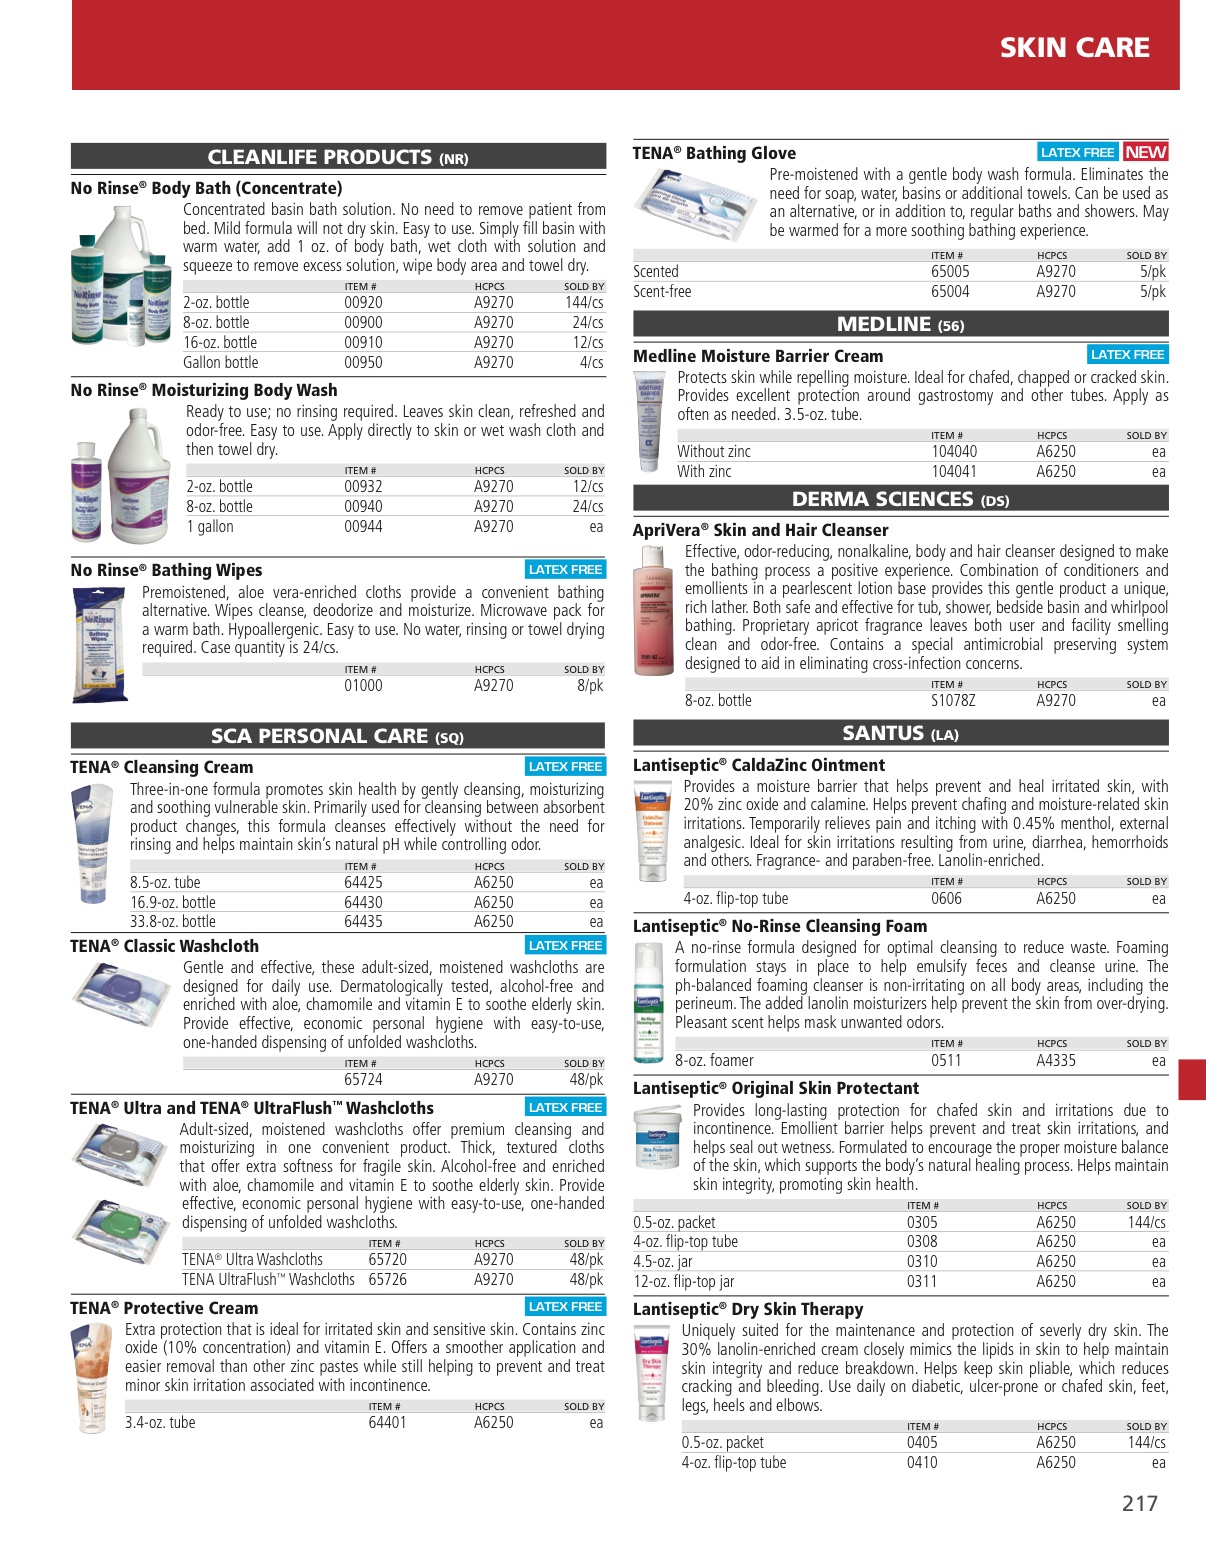 SKIN CARE
CLEANLIFE PRODUCTS (NR)
No Rinse® Body Bath (Concentrate)
Concentrated basin bath solution. No need to remove patient from
bed. Mild formula will not dry skin. Easy to use. Simply fill basin with
warm water, add 1 oz. of body bath, wet cloth with solution and
squeeze to remove excess solution, wipe body area and towel dry.
ITEM # HCPCS SOLD BY
2-oz. bottle 00920 A9270 144/cs
8-oz. bottle 00900 A9270 24/cs
16-oz. bottle 00910 A9270 12/cs
Gallon bottle 00950 A9270 4/cs
No Rinse® Moisturizing Body Wash
Ready to use; no rinsing required. Leaves skin clean, refreshed and
odor-free. Easy to use. Apply directly to skin or wet wash cloth and
then towel dry.
ITEM # HCPCS SOLD BY
2-oz. bottle 00932 A9270 12/cs
8-oz. bottle 00940 A9270 24/cs
1 gallon 00944 A9270 ea
No Rinse® Bathing Wipes LATEX FREE
Premoistened, aloe vera-enriched cloths provide a convenient bathing
alternative. Wipes cleanse, deodorize and moisturize. Microwave pack for
a warm bath. Hypoallergenic. Easy to use. No water, rinsing or towel drying
required. Case quantity is 24/cs.
ITEM # HCPCS SOLD BY
01000 A9270 8/pk
SCA PERSONAL CARE (SQ)
TENA® Cleansing Cream LATEX FREE
Three-in-one formula promotes skin health by gently cleansing, moisturizing
and soothing vulnerable skin. Primarily used for cleansing between absorbent
product changes, this formula cleanses effectively without the need for
rinsing and helps maintain skin's natural pH while controlling odor.
ITEM # HCPCS SOLD BY
8.5-oz. tube 64425 A6250 ea
16.9-oz. bottle 64430 A6250 ea
33.8-oz. bottle 64435 A6250 ea
TENA® Classic Washcloth LATEX FREE
Gentle and effective, these adult-sized, moistened washcloths are
designed for daily use. Dermatologically tested, alcohol-free and
enriched with aloe, chamomile and vitamin E to soothe elderly skin.
Provide effective, economic personal hygiene with easy-to-use,
one-handed dispensing of unfolded washcloths.
ITEM # HCPCS SOLD BY
65724 A9270 48/pk
TENA® Ultra and TENA® UltraFlush™ Washcloths LATEX FREE
Adult-sized, moistened washcloths offer premium cleansing and
moisturizing in one convenient product. Thick, textured cloths
that offer extra softness for fragile skin. Alcohol-free and enriched
with aloe, chamomile and vitamin E to soothe elderly skin. Provide
effective, economic personal hygiene with easy-to-use, one-handed
dispensing of unfolded washcloths.
ITEM # HCPCS SOLD BY
TENA® Ultra Washcloths 65720 A9270 48/pk
TENA UltraFlush™ Washcloths 65726 A9270 48/pk
TENA® Protective Cream LATEX FREE
Extra protection that is ideal for irritated skin and sensitive skin. Contains zinc
oxide (10% concentration) and vitamin E. Offers a smoother application and
easier removal than other zinc pastes while still helping to prevent and treat
minor skin irritation associated with incontinence.
ITEM # HCPCS SOLD BY
3.4-oz. tube 64401 A6250 ea
TENA® Bathing Glove LATEX FREE NEW
Pre-moistened with a gentle body wash formula. Eliminates the
need for soap, water, basins or additional towels. Can be used as
an alternative, or in addition to, regular baths and showers. May
be warmed for a more soothing bathing experience.
ITEM # HCPCS SOLD BY
Scented 65005 A9270 5/pk
Scent-free 65004 A9270 5/pk
MEDLINE (56)
Medline Moisture Barrier Cream LATEX FREE
Protects skin while repelling moisture. Ideal for chafed, chapped or cracked skin.
Provides excellent protection around gastrostomy and other tubes. Apply as
often as needed. 3.5-oz. tube.
ITEM # HCPCS SOLD BY
Without zinc 104040 A6250 ea
With zinc 104041 A6250 ea
DERMA SCIENCES (DS)
ApriVera® Skin and Hair Cleanser
Effective, odor-reducing, nonalkaline, body and hair cleanser designed to make
the bathing process a positive experience. Combination of conditioners and
emollients in a pearlescent lotion base provides this gentle product a unique,
rich lather. Both safe and effective for tub, shower, bedside basin and whirlpool
bathing. Proprietary apricot fragrance leaves both user and facility smelling
clean and odor-free. Contains a special antimicrobial preserving system
designed to aid in eliminating cross-infection concerns.
ITEM # HCPCS SOLD BY
8-oz. bottle S1078Z A9270 ea
SANTUS (LA)
Lantiseptic® CaldaZinc Ointment
Provides a moisture barrier that helps prevent and heal irritated skin, with
20% zinc oxide and calamine. Helps prevent chafing and moisture-related skin
irritations. Temporarily relieves pain and itching with 0.45% menthol, external
analgesic. Ideal for skin irritations resulting from urine, diarrhea, hemorrhoids
and others. Fragrance- and paraben-free. Lanolin-enriched.
ITEM # HCPCS SOLD BY
4-oz. flip-top tube 0606 A6250 ea
Lantiseptic® No-Rinse Cleansing Foam
A no-rinse formula designed for optimal cleansing to reduce waste. Foaming
formulation stays in place to help emulsify feces and cleanse urine. The
ph-balanced foaming cleanser is non-irritating on all body areas, including the
perineum. The added lanolin moisturizers help prevent the skin from over-drying.
Pleasant scent helps mask unwanted odors.
ITEM # HCPCS SOLD BY
8-oz. foamer 0511 A4335 ea
Lantiseptic® Original Skin Protectant
Provides long-lasting protection for chafed skin and irritations due to
incontinence. Emollient barrier helps prevent and treat skin irritations, and
helps seal out wetness. Formulated to encourage the proper moisture balance
of the skin, which supports the body's natural healing process. Helps maintain
skin integrity, promoting skin health.
ITEM # HCPCS SOLD BY
0.5-oz. packet 0305 A6250 144/cs
4-oz. flip-top tube 0308 A6250 ea
4.5-oz. jar 0310 A6250 ea
12-oz. flip-top jar 0311 A6250 ea
Lantiseptic® Dry Skin Therapy
Uniquely suited for the maintenance and protection of severly dry skin. The
30% lanolin-enriched cream closely mimics the lipids in skin to help maintain
skin integrity and reduce breakdown. Helps keep skin pliable, which reduces
cracking and bleeding. Use daily on diabetic, ulcer-prone or chafed skin, feet,
legs, heels and elbows.
ITEM # HCPCS SOLD BY
0.5-oz. packet 0405 A6250 144/cs
4-oz. flip-top tube 0410 A6250 ea
217